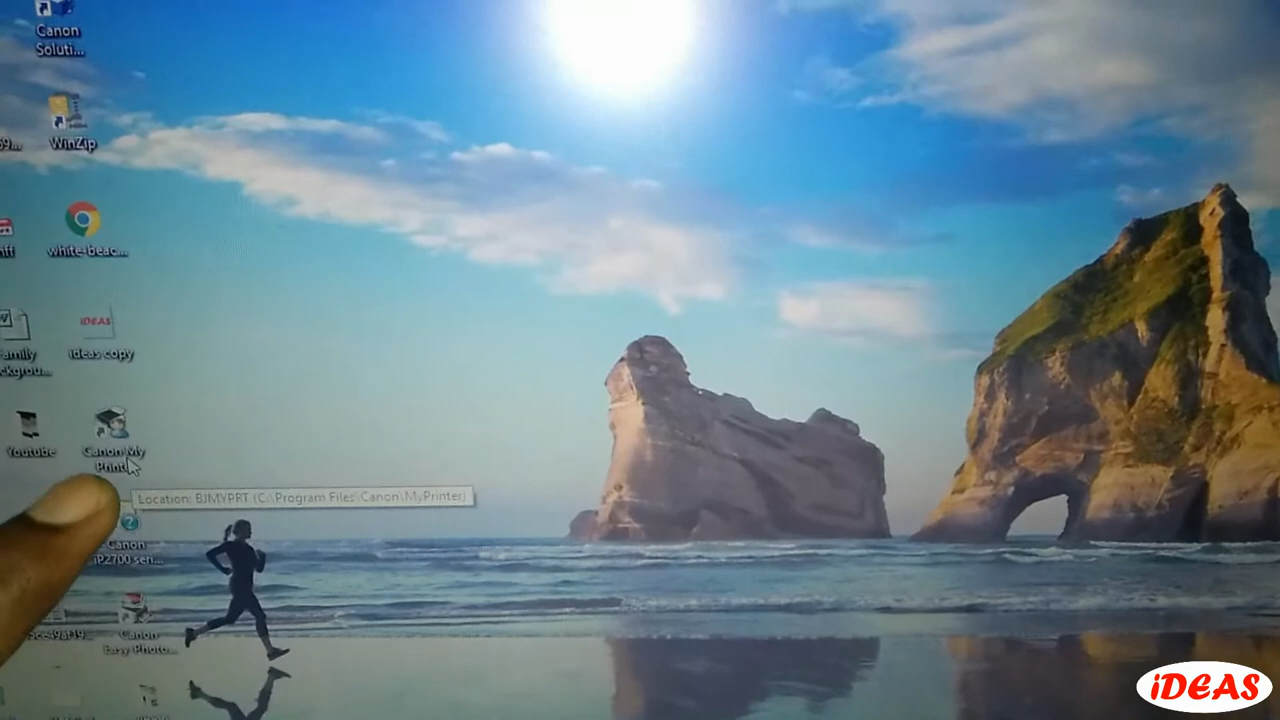 Canon
Soluti...
WinZip
white-beac...
iDEAS
ideas copy
Youtube
Canon My
Printer
Location: BJMYPRT (C:\Program Files\Canon\MyPrinter)
Canon
iP2700 seri...
Canon
Easy-Photo...
iDEAS